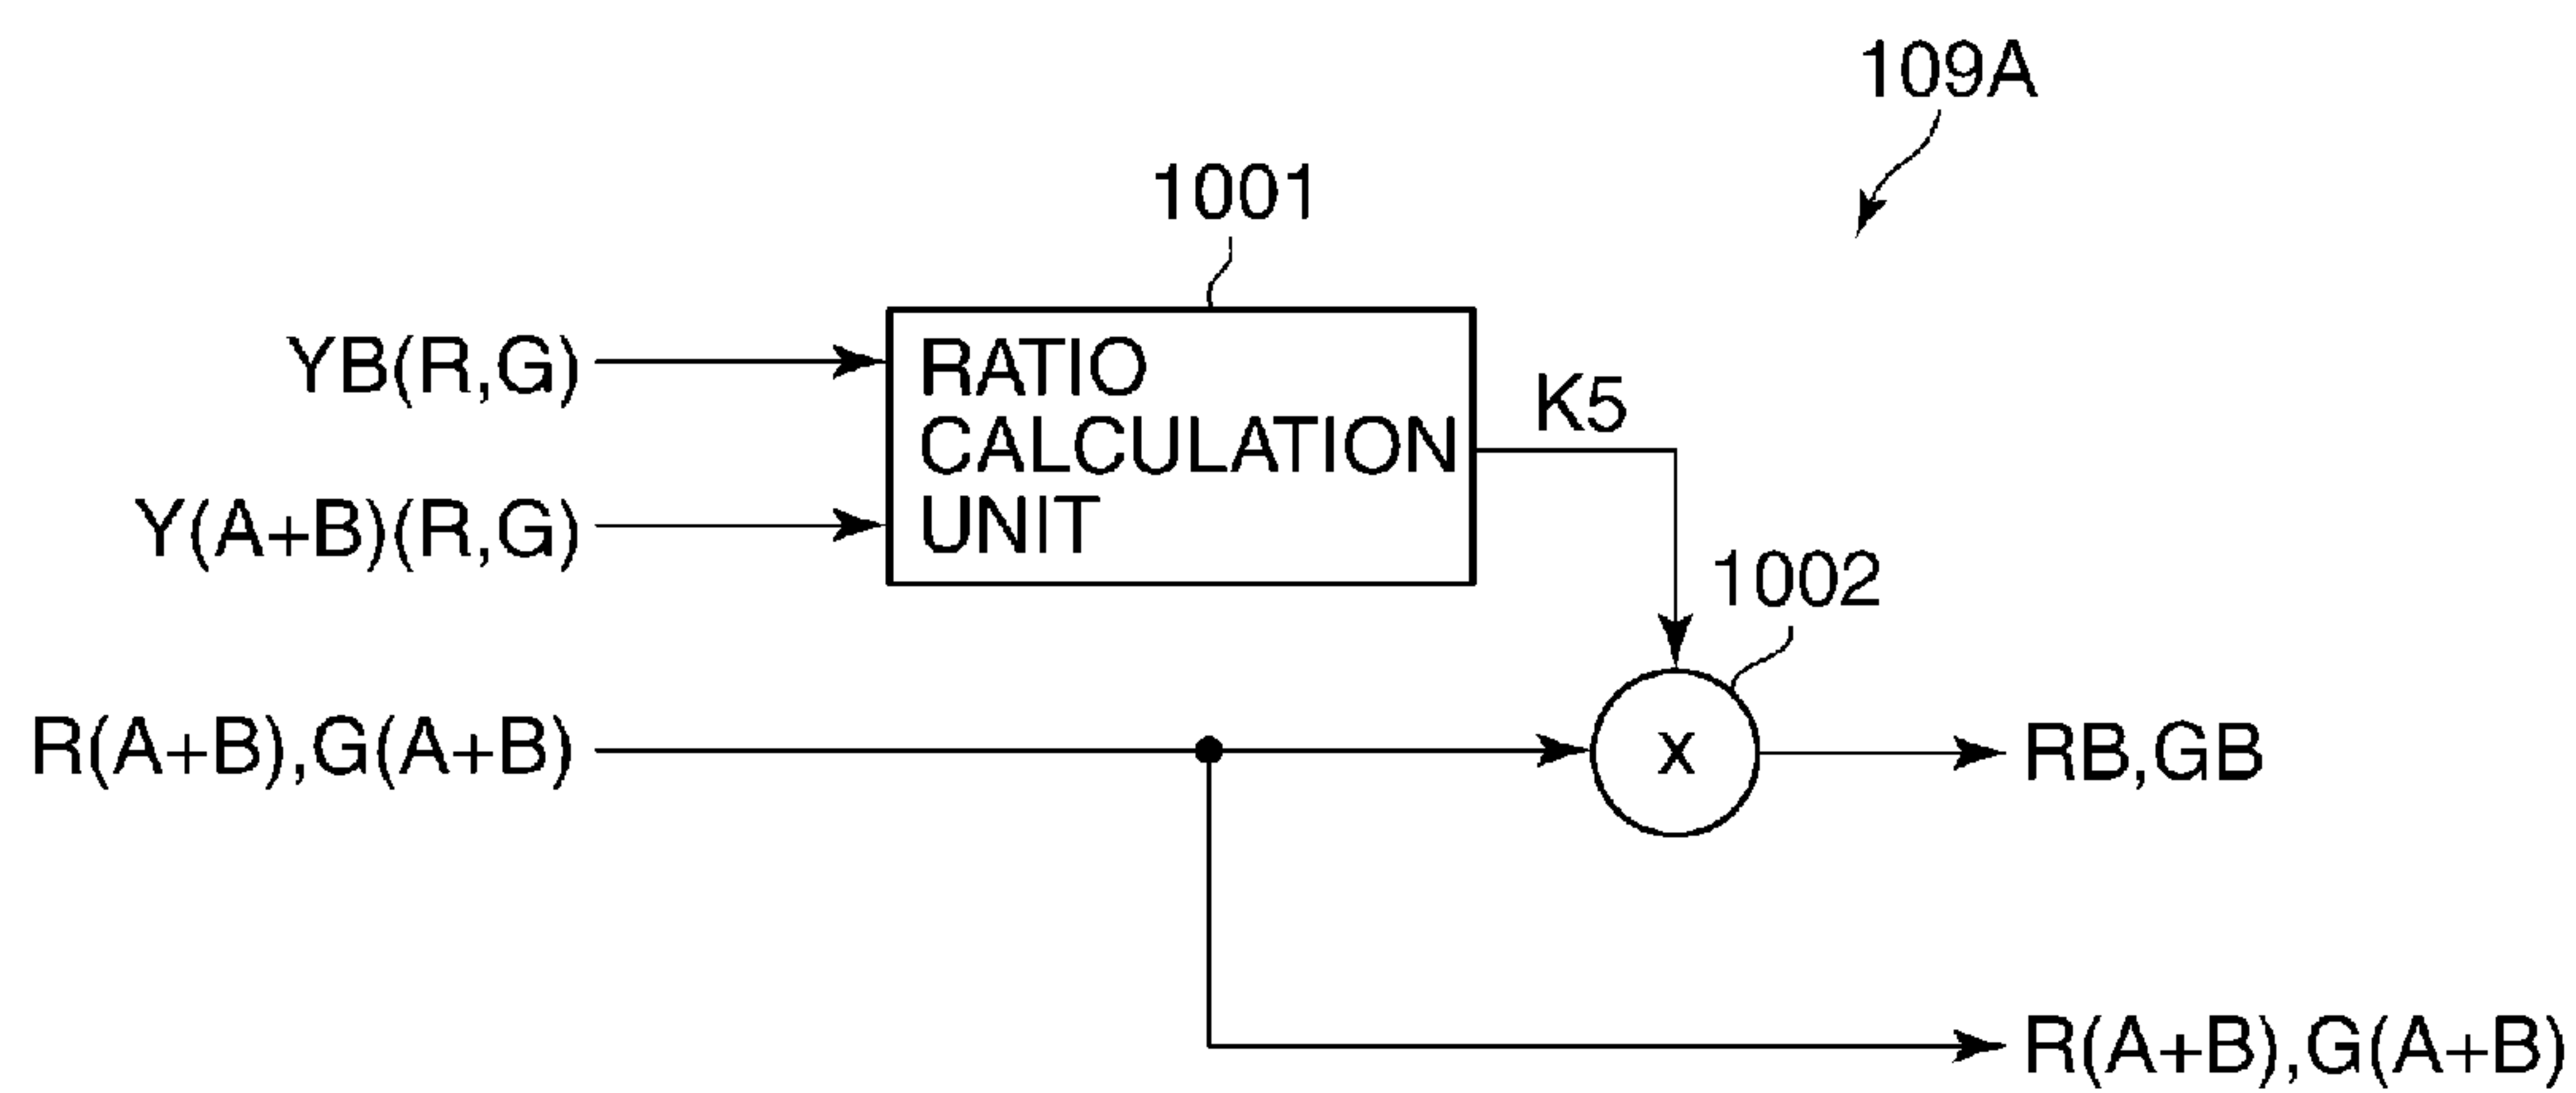 109A
1001
YB(R,G)
RATIO
CALCULATION
UNIT
K5
Y(A+B)(R,G)
1002
R(A+B),G(A+B)
x
RB,GB
R(A+B),G(A+B)